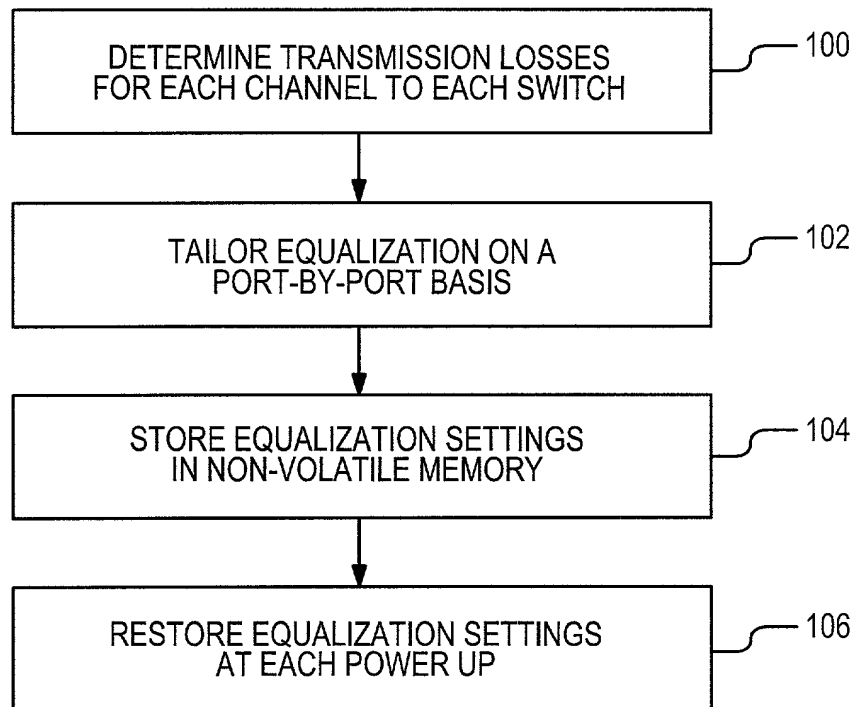 DETERMINE TRANSMISSION LOSSES
FOR EACH CHANNEL TO EACH SWITCH
100
TAILOR EQUALIZATION ON A
PORT-BY-PORT BASIS
102
STORE EQUALIZATION SETTINGS
IN NON-VOLATILE MEMORY
104
RESTORE EQUALIZATION SETTINGS
AT EACH POWER UP
106